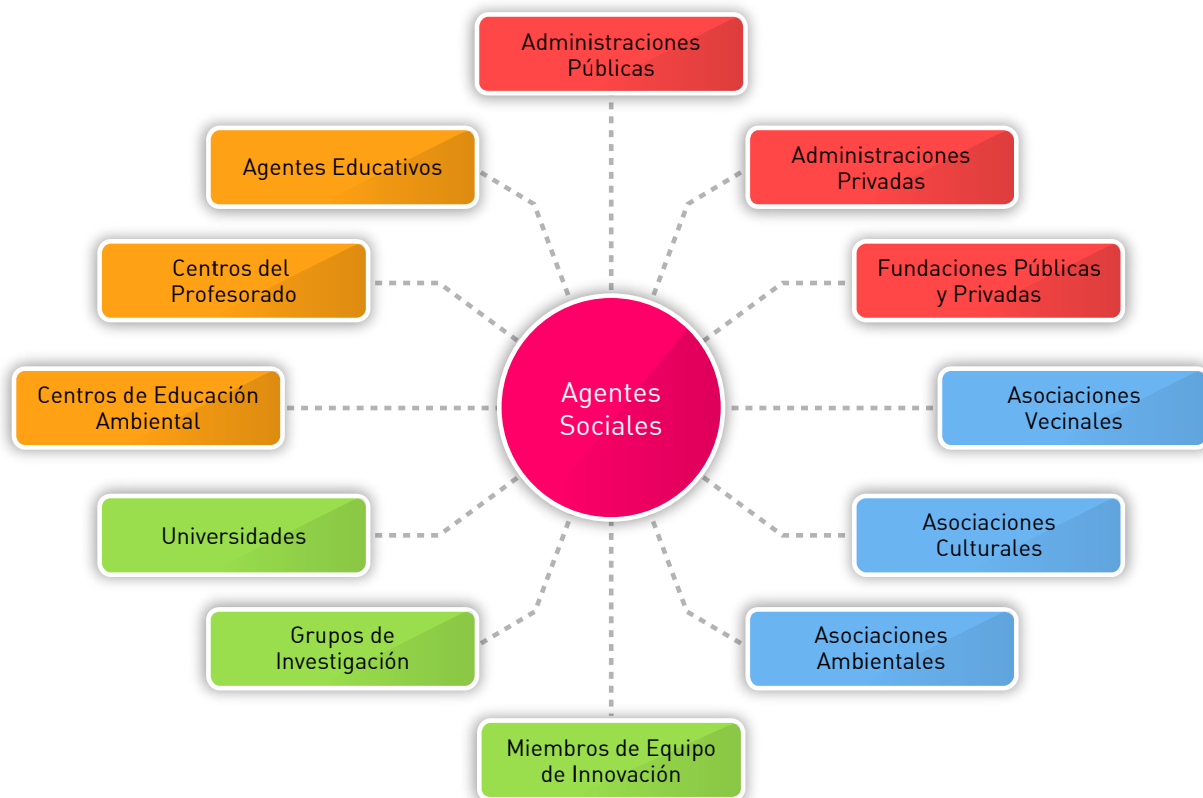 Administraciones
Públicas
Agentes Educativos
Administraciones
Privadas
Centros del
Profesorado
Fundaciones Públicas
y Privadas
Centros de Educación
Ambiental
Agentes
Sociales
Asociaciones
Vecinales
Universidades
Asociaciones
Culturales
Grupos de
Investigación
Asociaciones
Ambientales
Miembros de Equipo
de Innovación